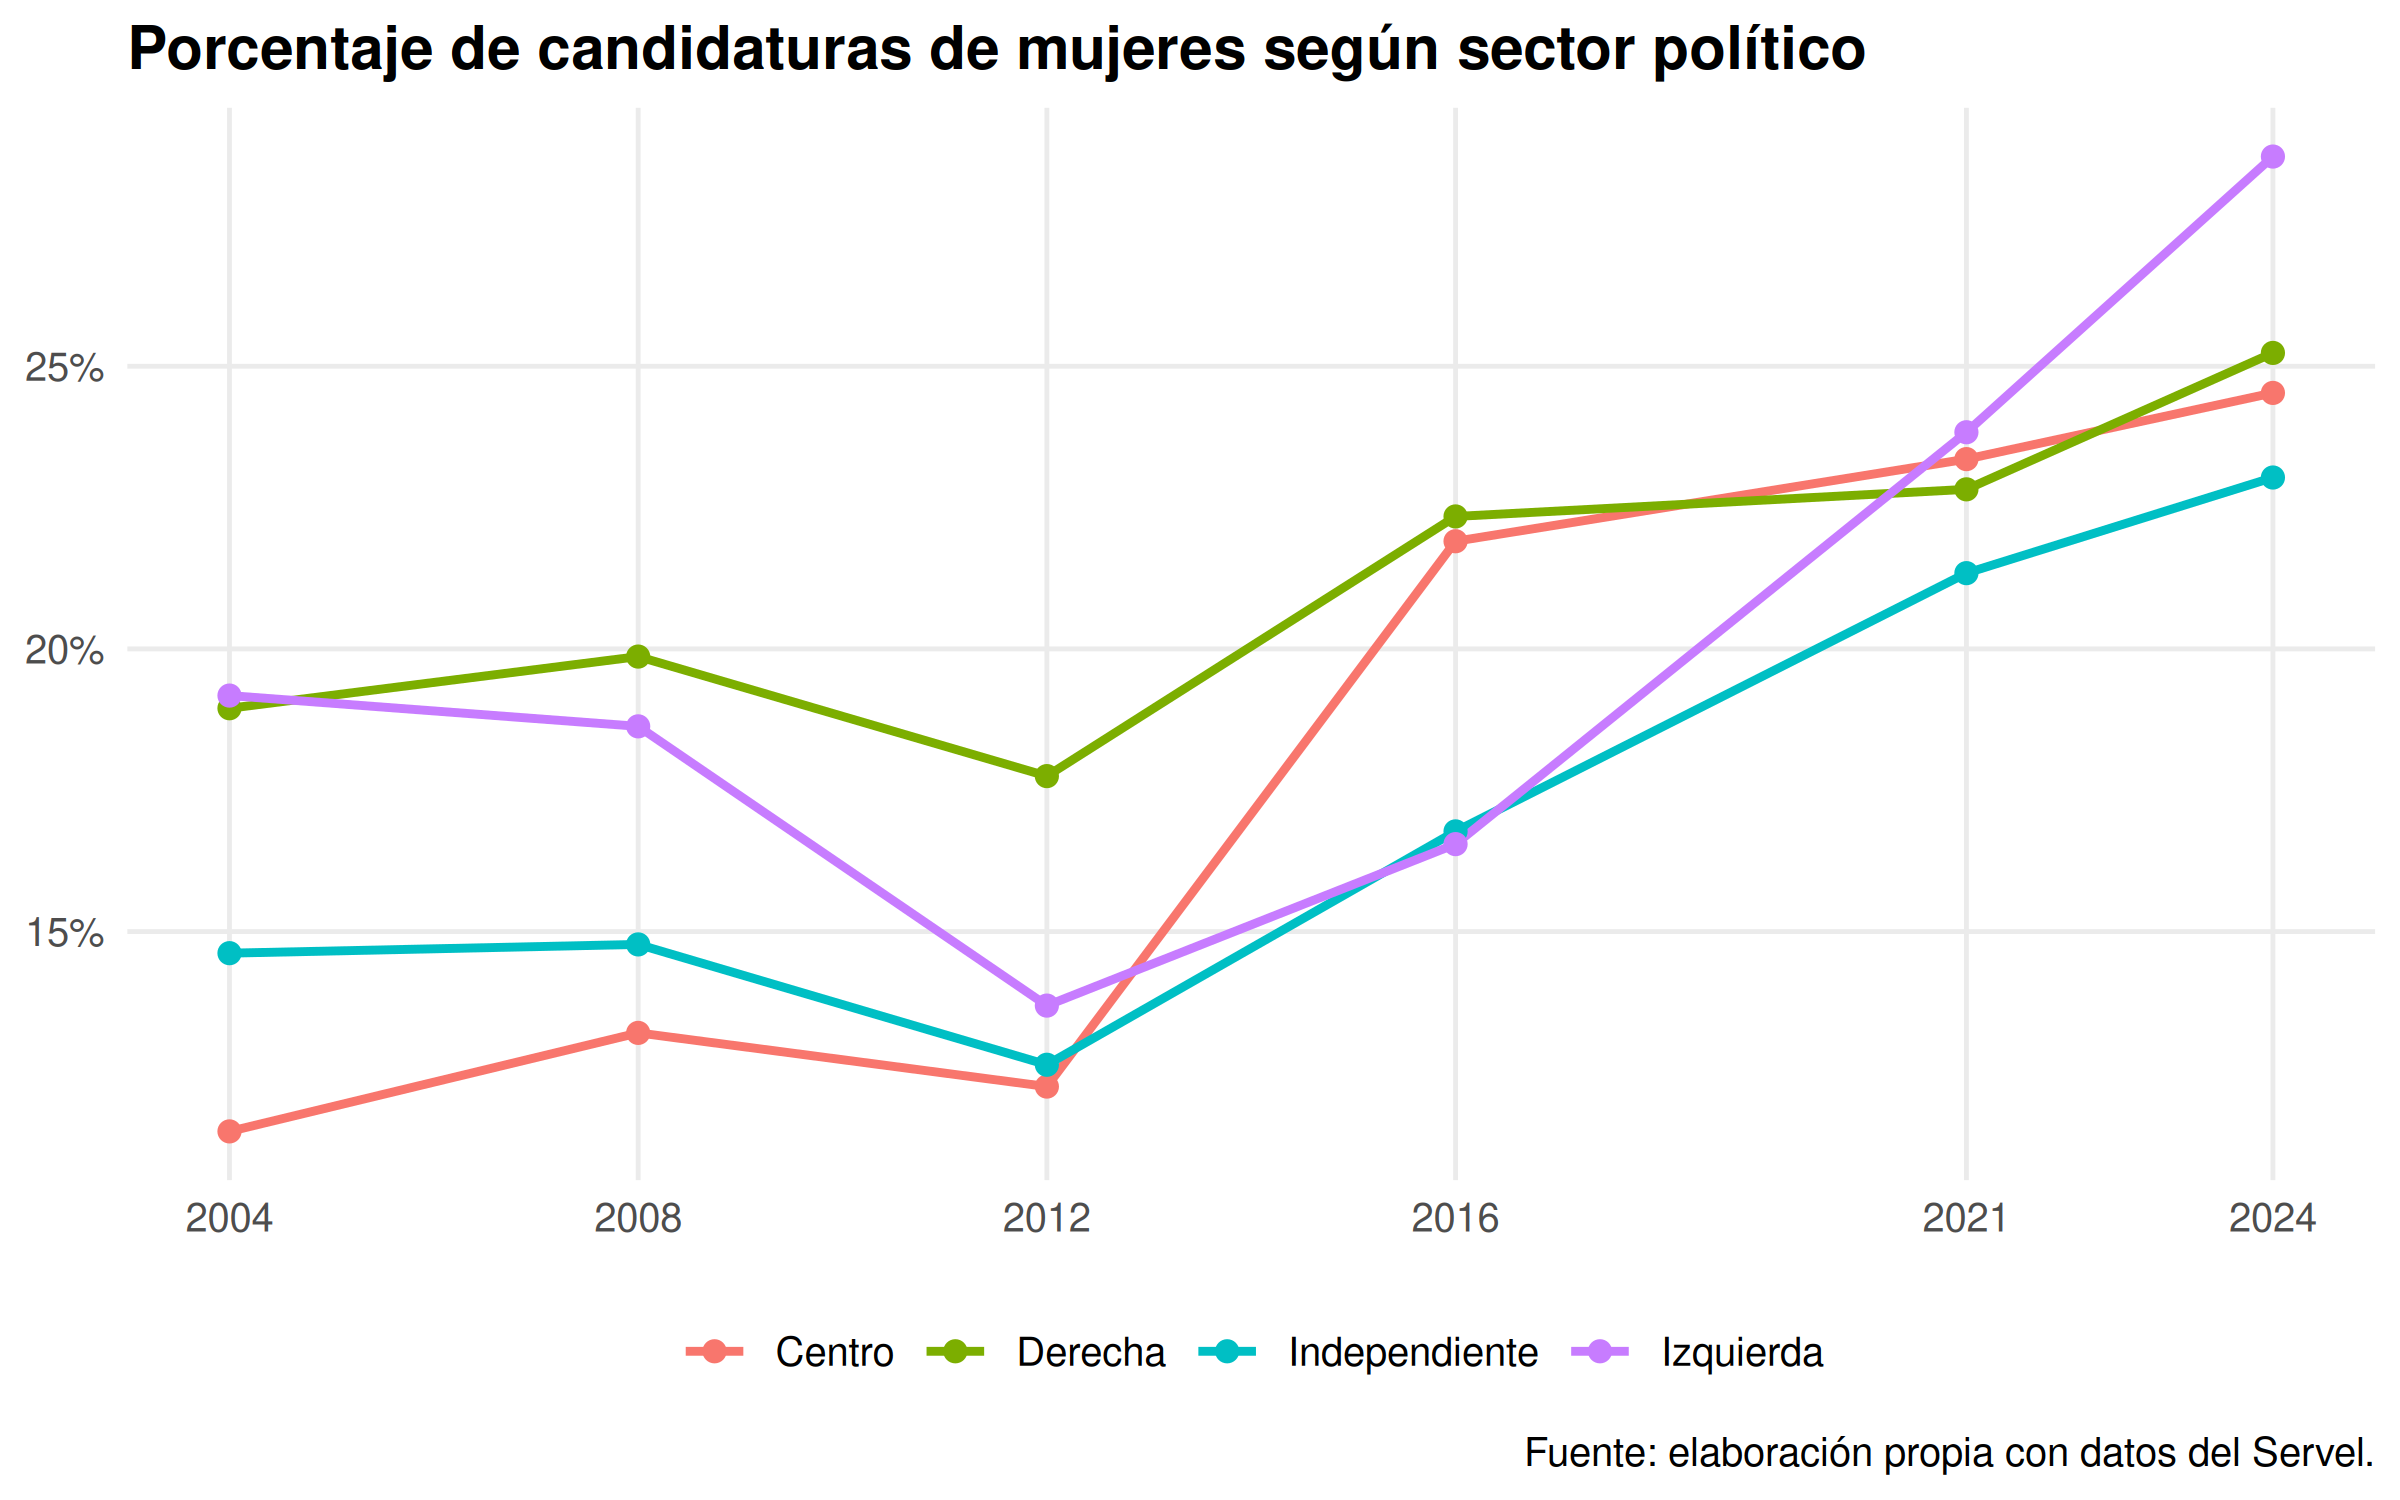 Porcentaje de candidaturas de mujeres según sector político
25%
20%
15%
2004 2008 2012 2016 2021 2024
Centro Derecha Independiente Izquierda
Fuente: elaboración propia con datos del Servel.